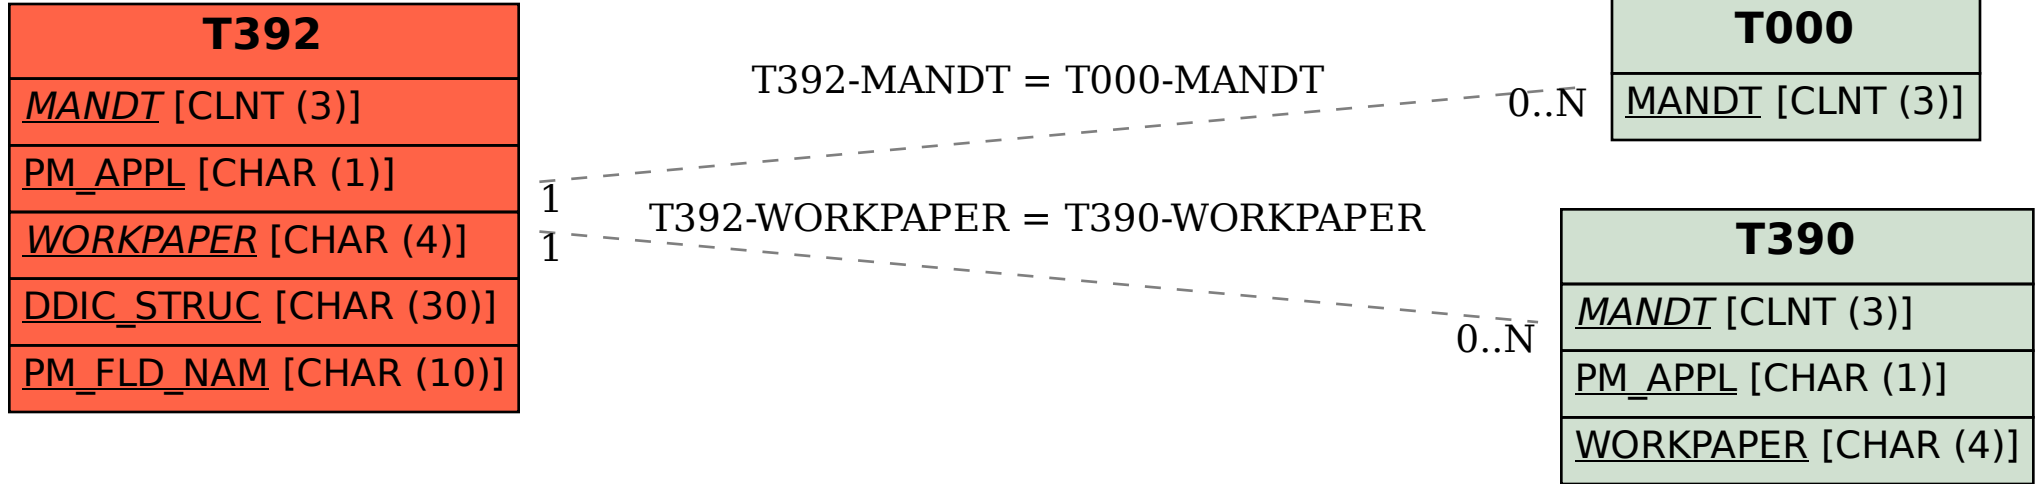 T392
MANDT [CLNT (3)]
PM_APPL [CHAR (1)]
WORKPAPER [CHAR (4)]
DDIC_STRUC [CHAR (30)]
PM_FLD_NAM [CHAR (10)]
T392-MANDT = T000-MANDT
0..N
1
T392-WORKPAPER = T390-WORKPAPER
1
0..N
T000
MANDT [CLNT (3)]
T390
MANDT [CLNT (3)]
PM_APPL [CHAR (1)]
WORKPAPER [CHAR (4)]